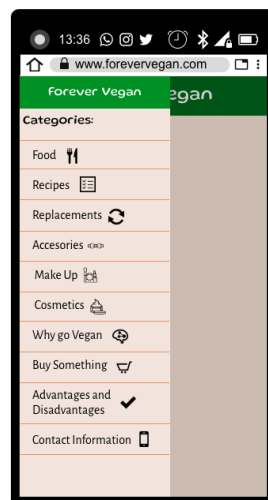 13:36
www.forevervegan.com
Forever Vegan
egan
Categories:
Food
Recipes
Replacements
Accesories
Make Up
Cosmetics
Why go Vegan
Buy Something
Advantages and
Disadvantages
Contact Information